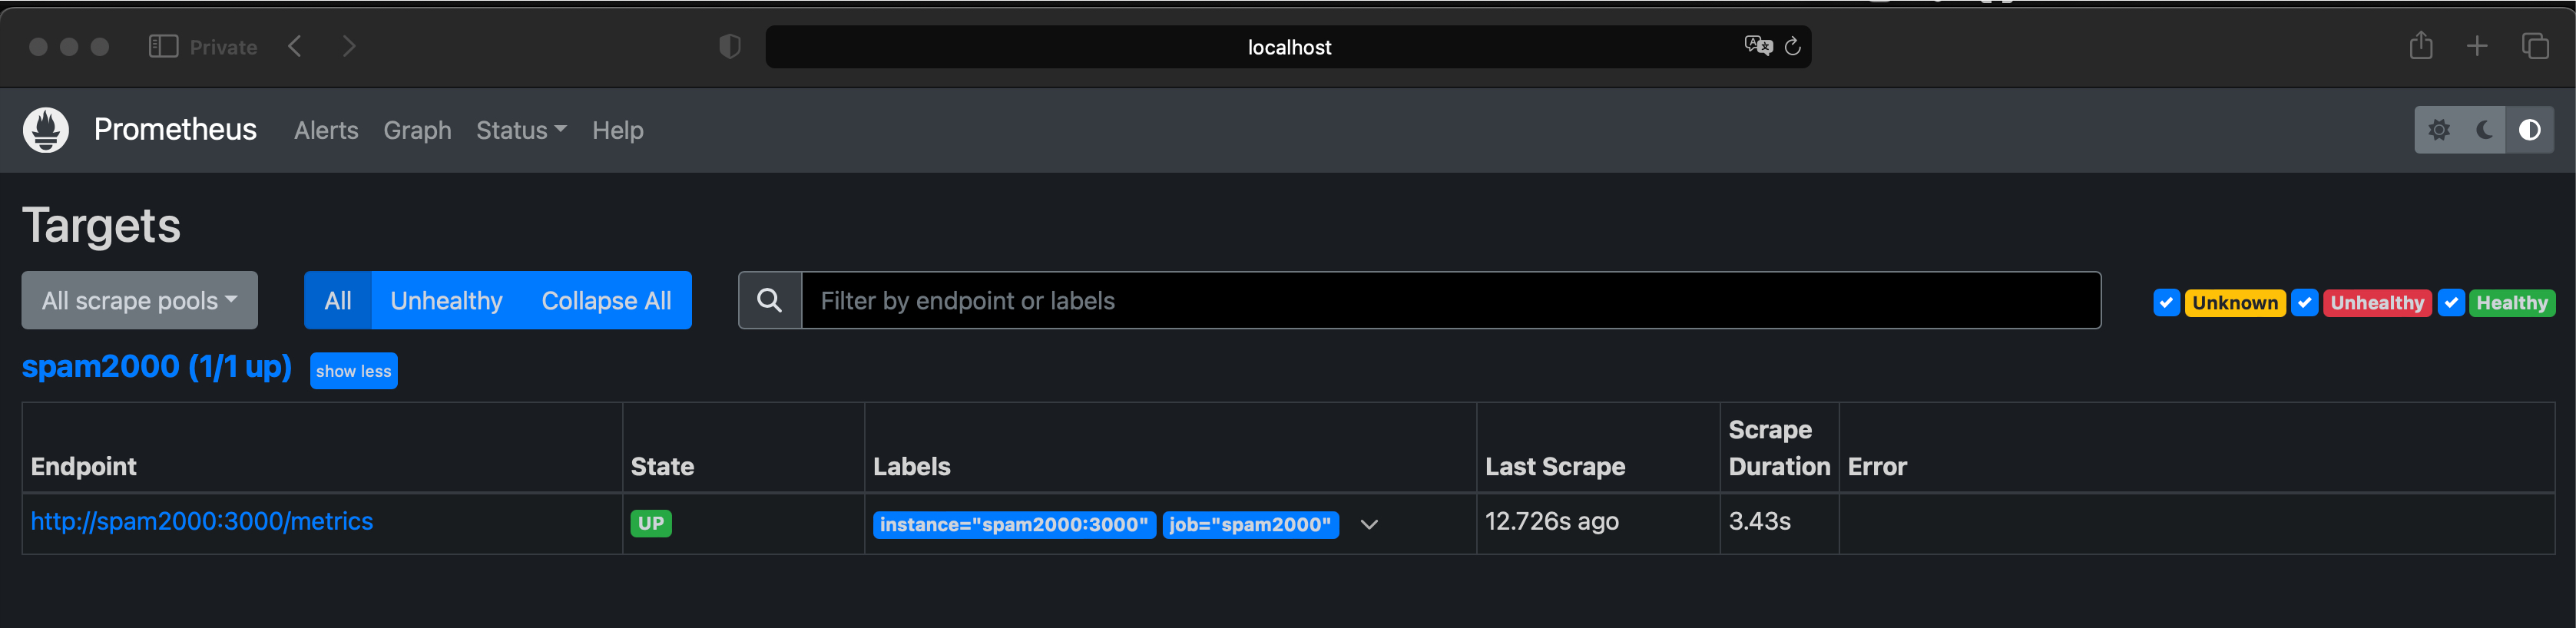 Private
localhost
Prometheus Alerts Graph Status Help
Targets
All scrape pools All Unhealthy Collapse All Filter by endpoint or labels Unknown Unhealthy Healthy
spam2000 (1/1 up) show less
Endpoint State Labels Last Scrape Scrape Duration Error
http://spam2000:3000/metrics UP instance="spam2000:3000" job="spam2000" 12.726s ago 3.43s